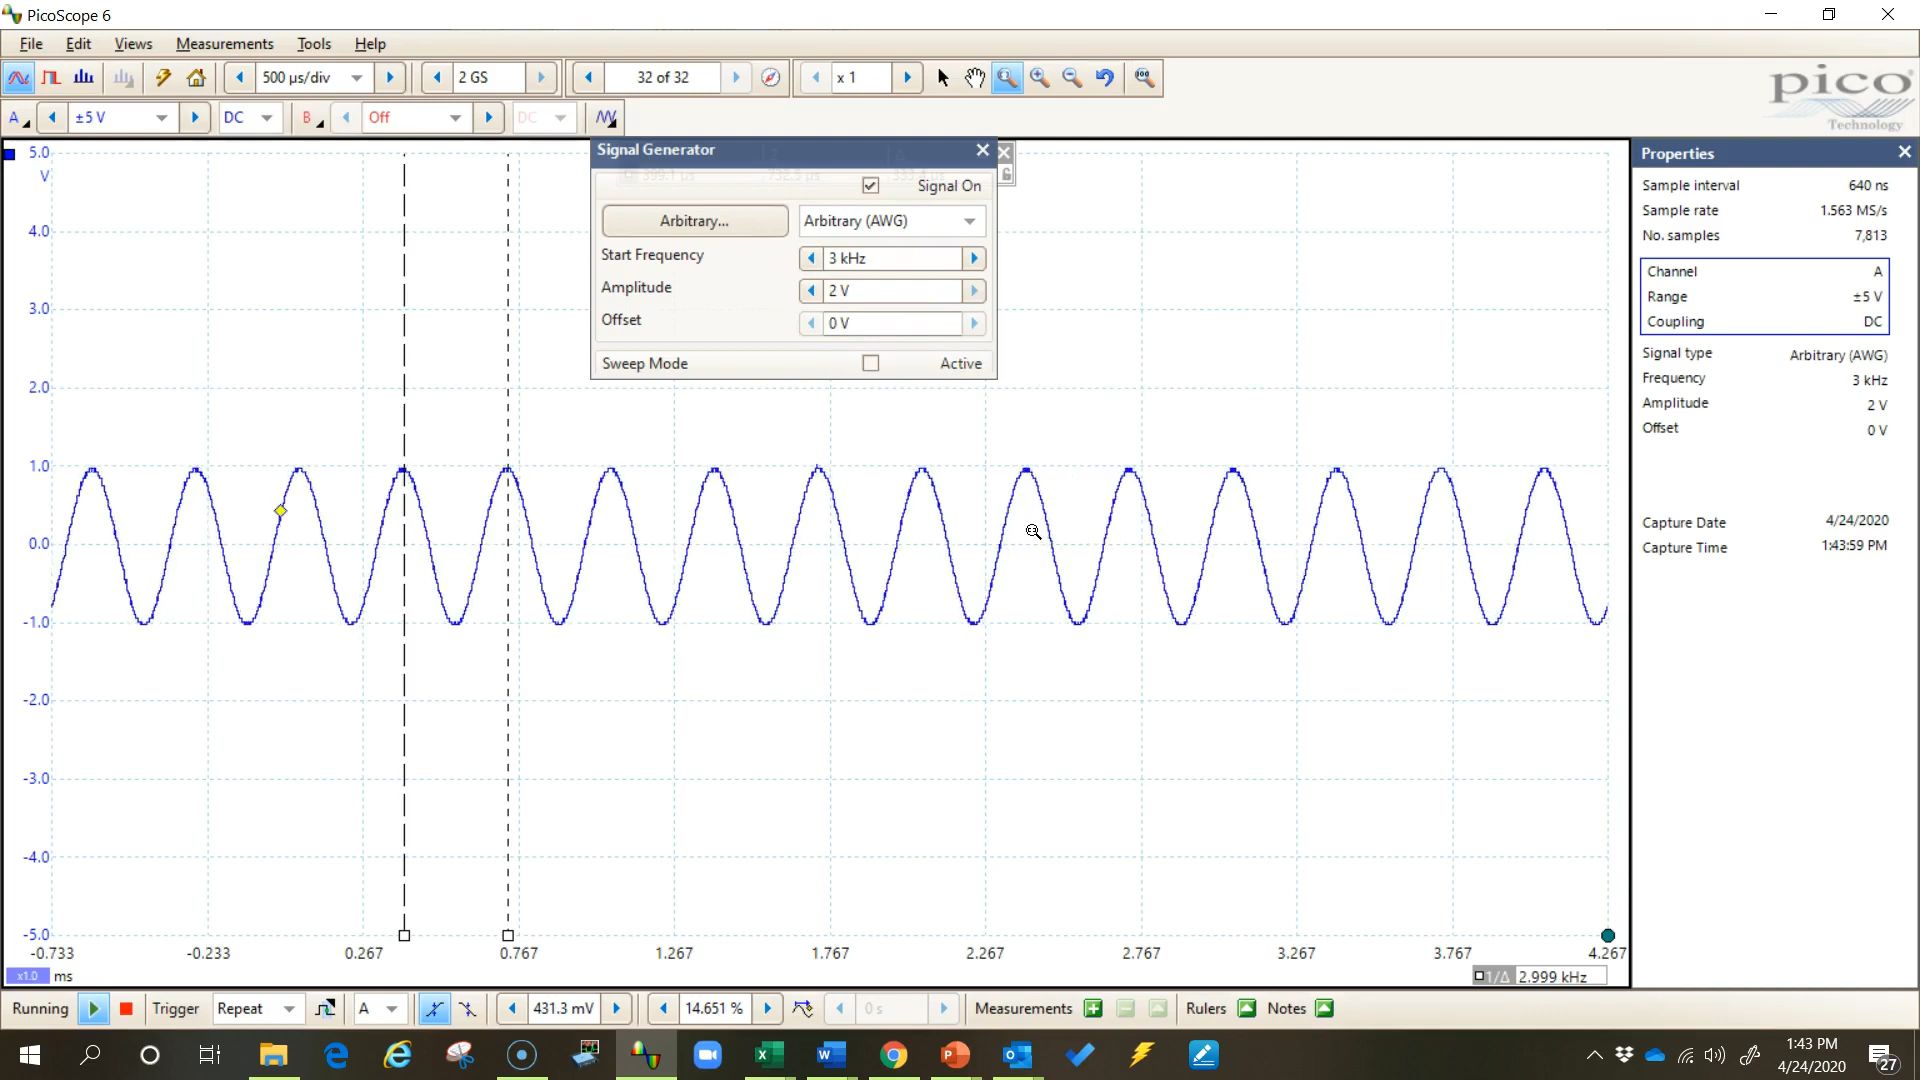 PicoScope 6
File Edit Views Measurements Tools Help
500 µs/div 2 GS 32 of 32 x 1
A ±5 V DC B Off DC
pico
Technology
Signal Generator
399.1 µs 732.3 µs
Signal On
Arbitrary... Arbitrary (AWG)
Start Frequency 3 kHz
Amplitude 2 V
Offset 0 V
Sweep Mode Active
5.0
V
4.0
3.0
2.0
1.0
0.0
-1.0
-2.0
-3.0
-4.0
-5.0
-0.733 -0.233 0.267 0.767 1.267 1.767 2.267 2.767 3.267 3.767 4.267
x1.0 ms
1/Δ 2.999 kHz
Properties
Sample interval 640 ns
Sample rate 1.563 MS/s
No. samples 7,813
Channel A
Range ±5 V
Coupling DC
Signal type Arbitrary (AWG)
Frequency 3 kHz
Amplitude 2 V
Offset 0 V
Capture Date 4/24/2020
Capture Time 1:43:59 PM
Running Trigger Repeat A 431.3 mV 14.651 % 0 s Measurements Rulers Notes
1:43 PM
4/24/2020
27